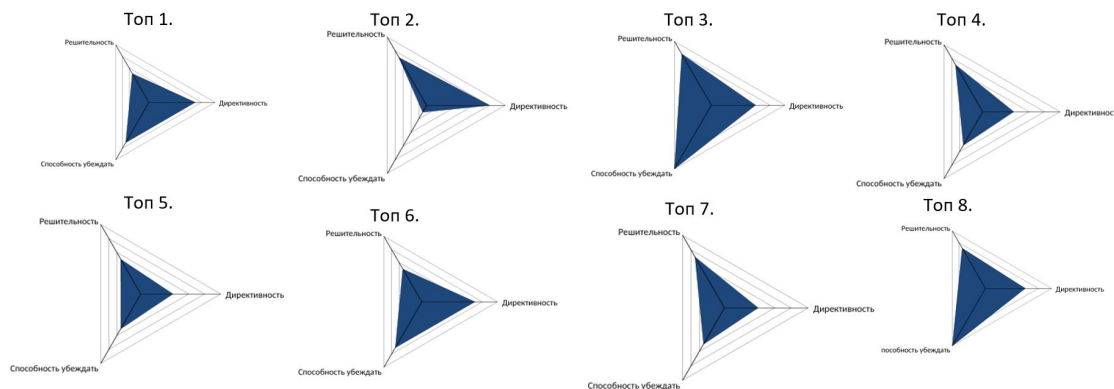 Топ 1.
Решительность
Директивность
Способность убеждать
Топ 2.
Решительность
Директивность
Способность убеждать
Топ 3.
Решительность
Директивность
Способность убеждать
Топ 4.
Решительность
Директивнос
Способность убеждать
Топ 5.
Решительность
Директивность
Способность убеждать
Топ 6.
Решительность
Директивность
Способность убеждать
Топ 7.
Решительность
Директивность
Способность убеждать
Топ 8.
Решительность
Директивность
пособность убеждать